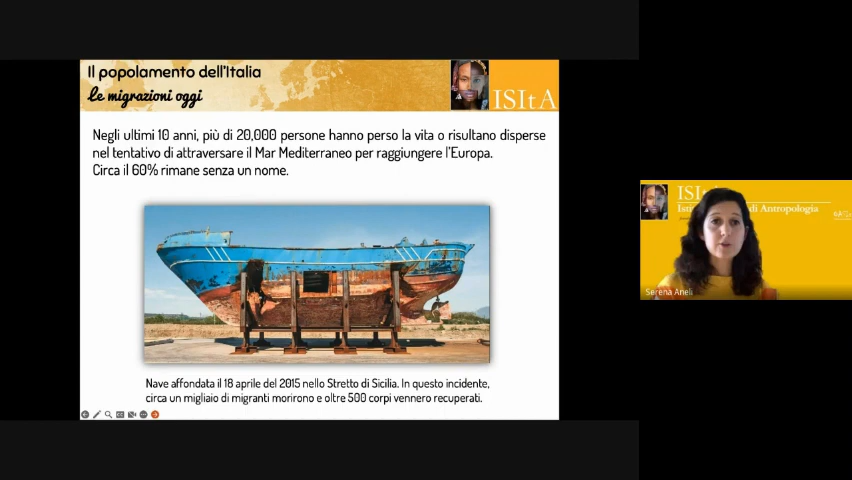 Il popolamento dell'Italia
Le migrazioni oggi
ISItA
Negli ultimi 10 anni, più di 20,000 persone hanno perso la vita o risultano disperse
nel tentativo di attraversare il Mar Mediterraneo per raggiungere l'Europa.
Circa il 60% rimane senza un nome.
Nave affondata il 18 aprile del 2015 nello Stretto di Sicilia. In questo incidente,
circa un migliaio di migranti morirono e oltre 500 corpi vennero recuperati.
di Antropologia
Serena Aneli